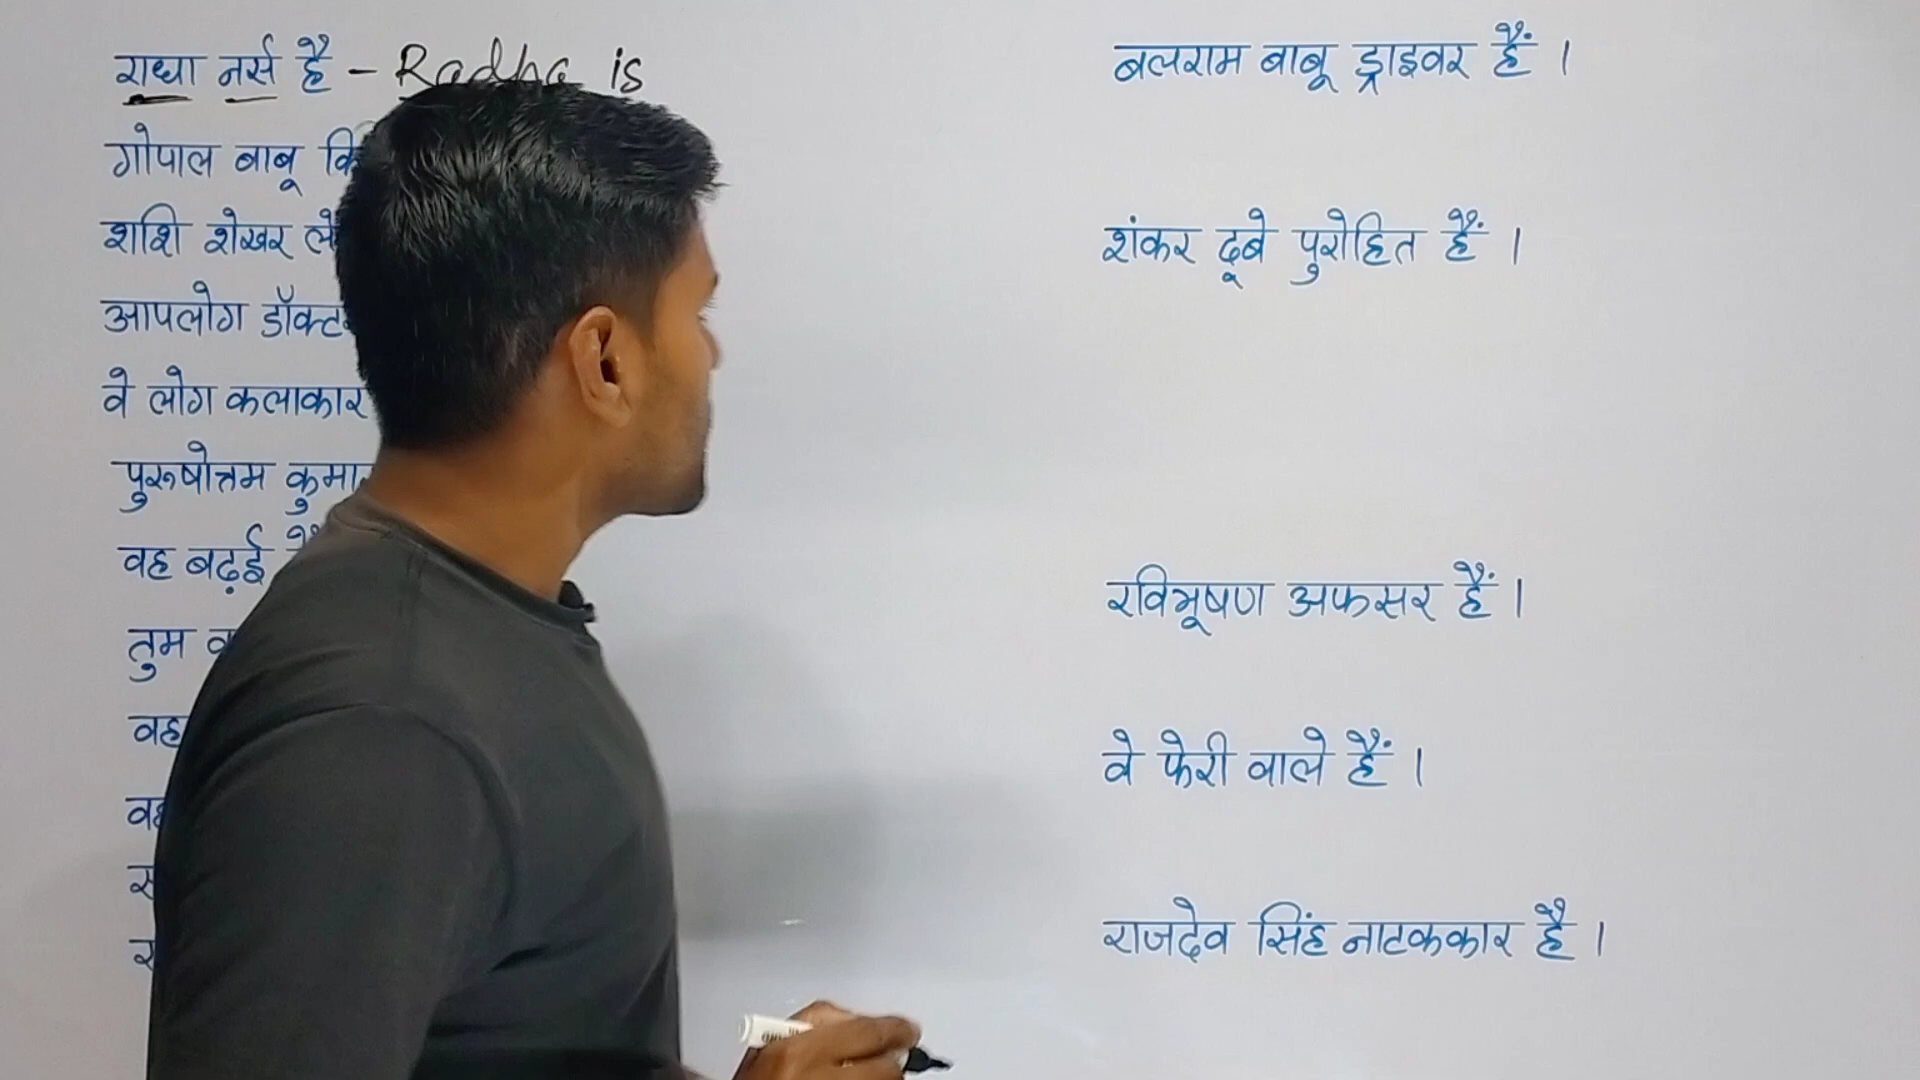 राधा नर्स है – Radha is
गोपाल बाबू
शशि शेखर
आपलोग
वे लोग कलाकार
पुरूषोत्तम
वह बढ़ई
तुम
वह
बलराम बाबू ड्राइवर हैं ।
शंकर दूबे पुरोहित हैं ।
रविभूषण अफसर हैं ।
वे फेरी वाले हैं ।
राजदेव सिंह नाटककार है ।